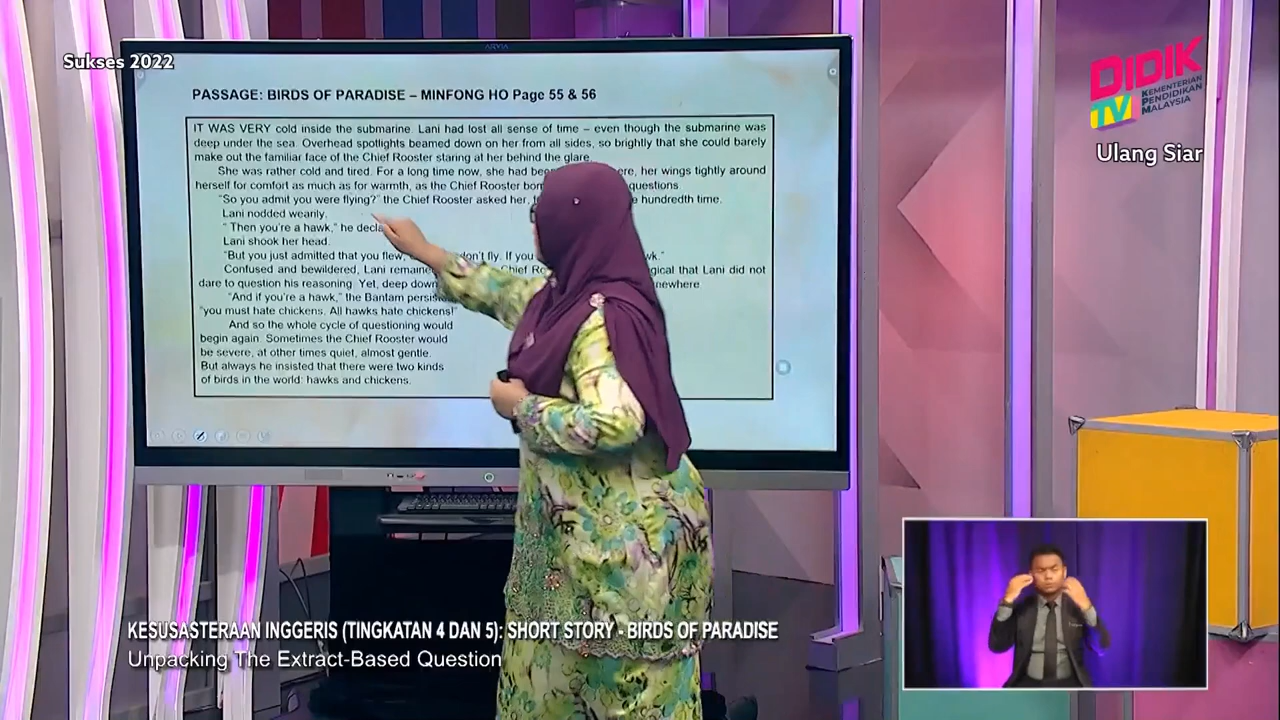 Sukses 2022
DIDIK
TV
KEMENTERIAN
PENDIDIKAN
MALAYSIA
Ulang Siar
PASSAGE: BIRDS OF PARADISE – MINFONG HO Page 55 & 56
IT WAS VERY cold inside the submarine. Lani had lost all sense of time – even though the submarine was
deep under the sea. Overhead spotlights beamed down on her from all sides, so brightly that she could barely
make out the familiar face of the Chief Rooster staring at her behind the glare.
She was rather cold and tired. For a long time now, she had her wings tightly around
herself for comfort as much as for warmth, as the Chief Rooster questions
"So you admit you were flying?" the Chief Rooster asked her, hundredth time.
Lani nodded wearily.
" Then you're a hawk," he
Lani shook her head.
"But you just admitted that you flew, don't fly. If you
Confused and bewildered, Lani Chief that Lani did not
dare to question his reasoning. Yet, deep down
"And if you're a hawk," the Bantam
"you must hate chickens. All hawks hate chickens!"
And so the whole cycle of questioning would
begin again. Sometimes the Chief Rooster would
be severe, at other times quiet, almost gentle.
But always he insisted that there were two kinds
of birds in the world: hawks and chickens.
KESUSASTERAAN INGGERIS (TINGKATAN 4 DAN 5): SHORT STORY - BIRDS OF PARADISE
Unpacking The Extract-Based Question